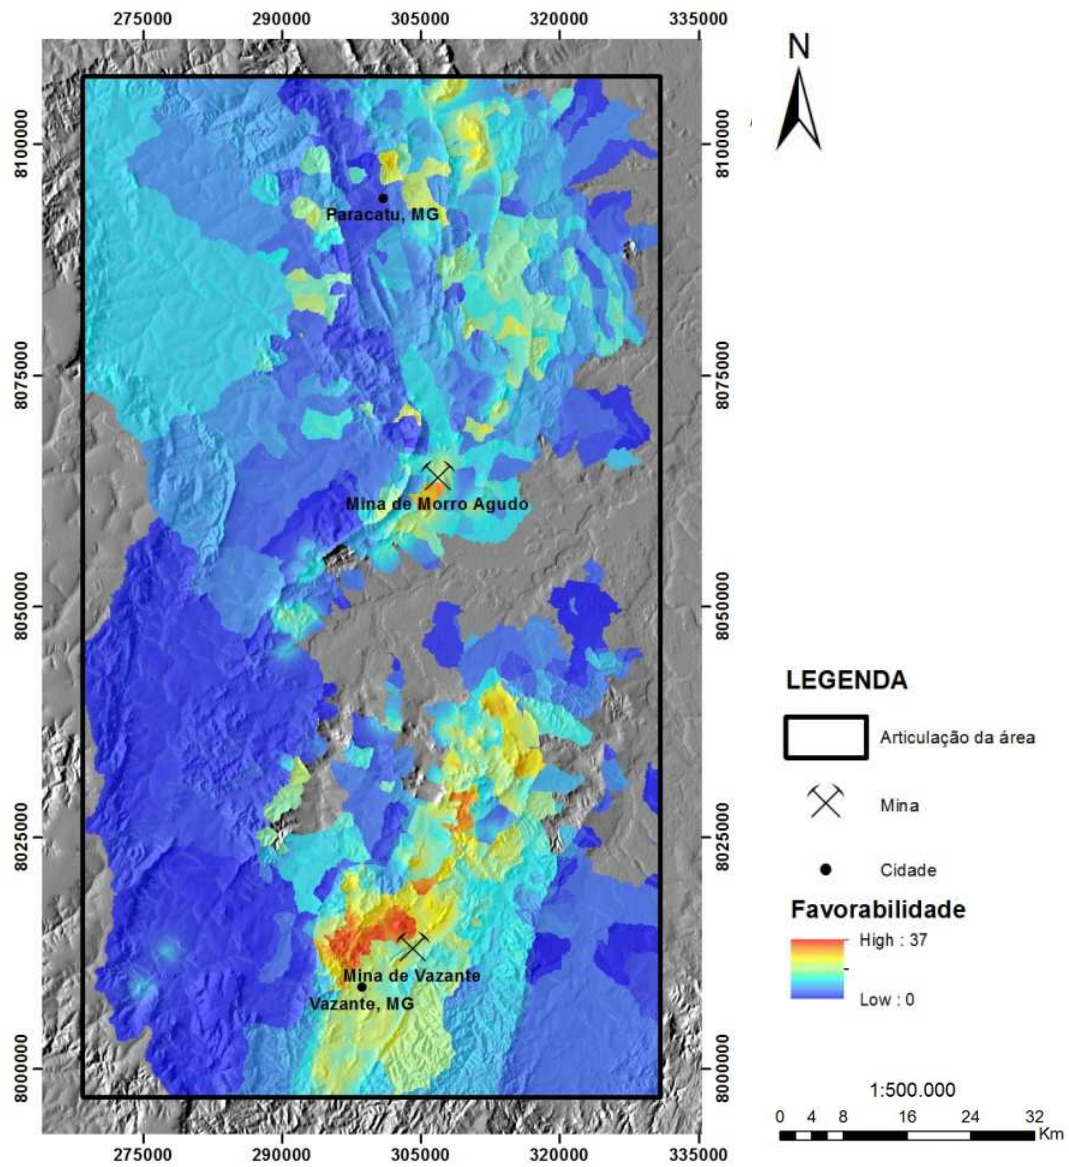 275000 290000 305000 320000 335000
N
8100000 8100000
Paracatu, MG
8075000 8075000
Mina de Morro Agudo
8050000 8050000
LEGENDA
Articulação da área
Mina
8025000 8025000
Cidade
Favorabilidade
High : 37
Mina de Vazante
Low : 0
Vazante, MG
8000000 8000000
1:500.000
0 4 8 16 24 32
Km
275000 290000 305000 320000 335000